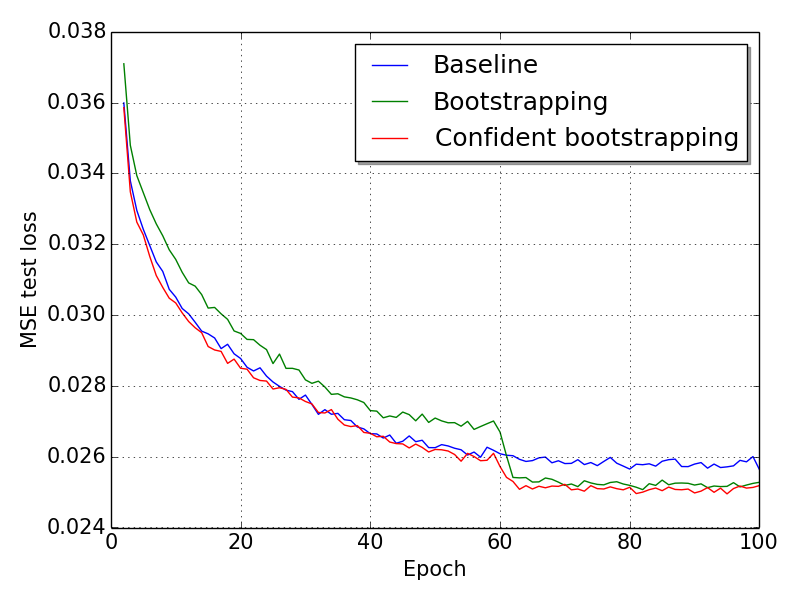 0.038
0.036
0.034
0.032
0.030
0.028
0.026
0.024
MSE test loss
Baseline
Bootstrapping
Confident bootstrapping
0 20 40 60 80 100
Epoch